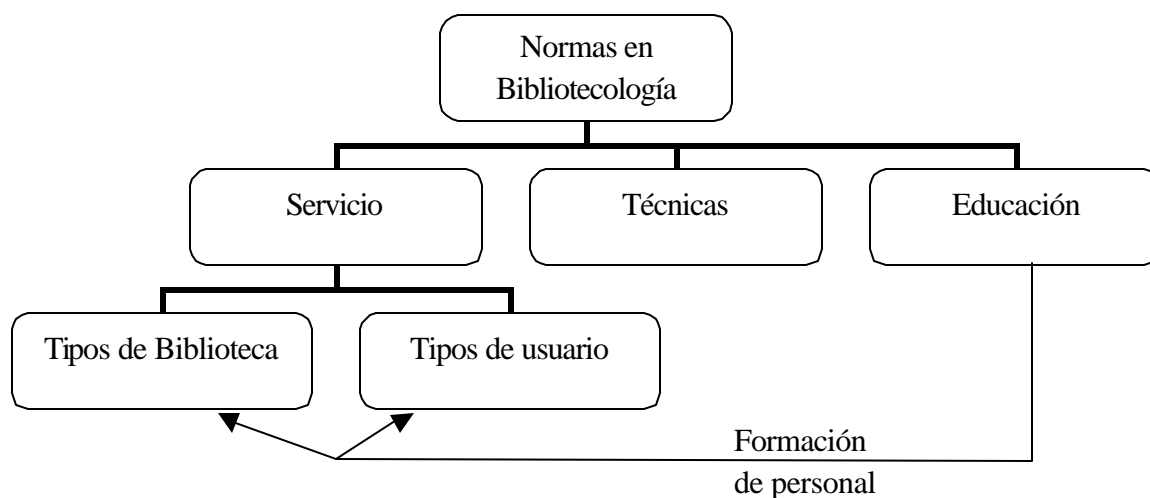 Normas en
Bibliotecología
Servicio
Técnicas
Educación
Tipos de Biblioteca
Tipos de usuario
Formación
de personal